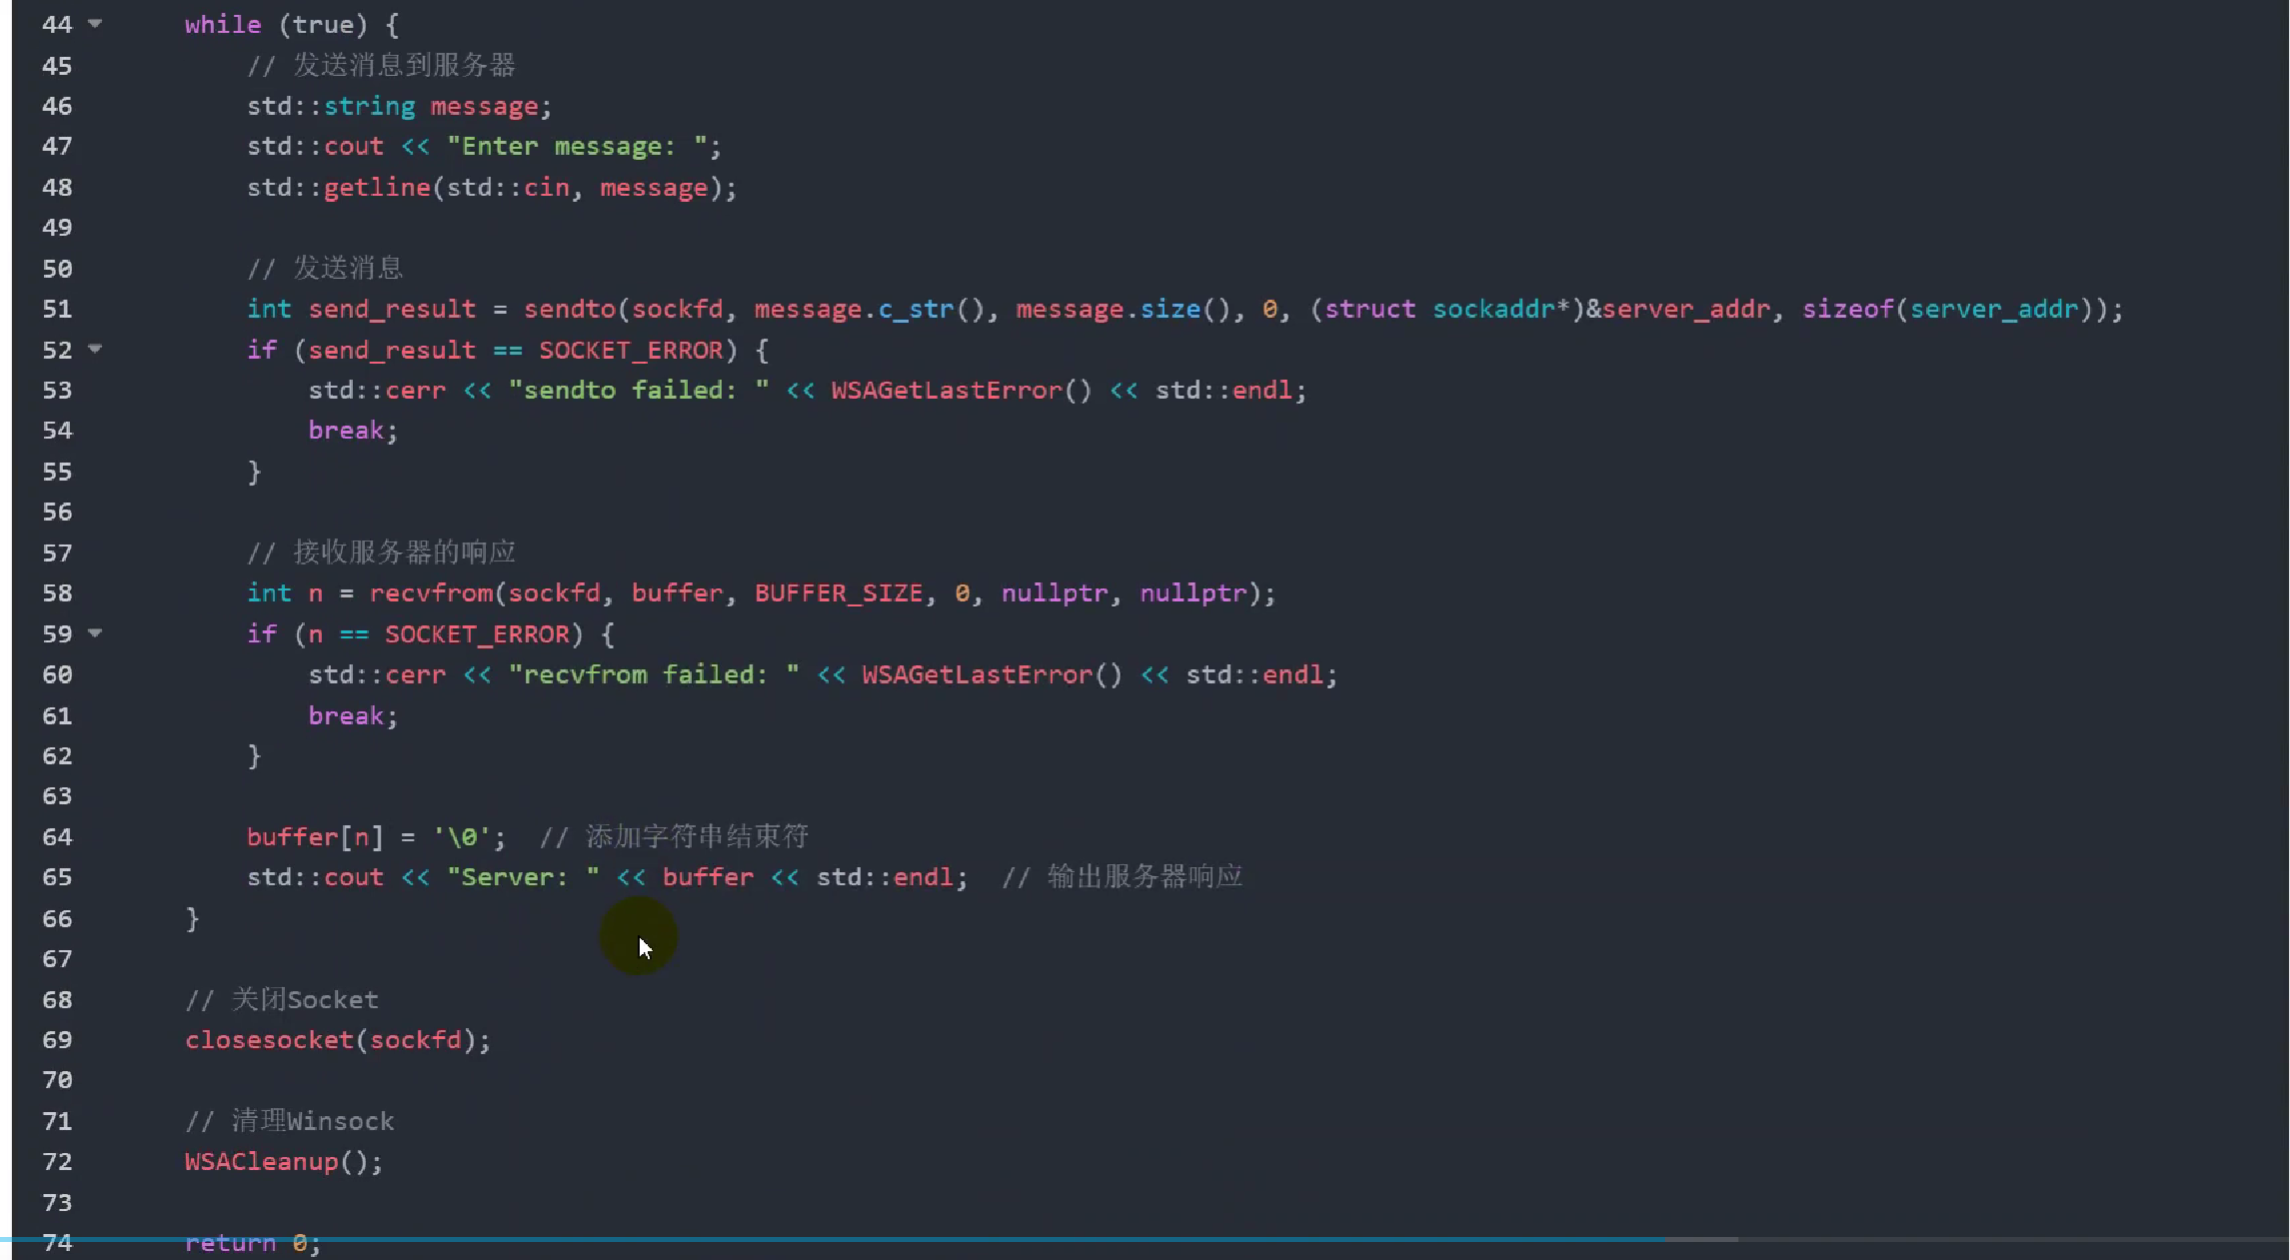 44 while (true) {
45 // 发送消息到服务器
46 std::string message;
47 std::cout << "Enter message: ";
48 std::getline(std::cin, message);
49
50 // 发送消息
51 int send_result = sendto(sockfd, message.c_str(), message.size(), 0, (struct sockaddr*)&server_addr, sizeof(server_addr));
52 if (send_result == SOCKET_ERROR) {
53 std::cerr << "sendto failed: " << WSAGetLastError() << std::endl;
54 break;
55 }
56
57 // 接收服务器的响应
58 int n = recvfrom(sockfd, buffer, BUFFER_SIZE, 0, nullptr, nullptr);
59 if (n == SOCKET_ERROR) {
60 std::cerr << "recvfrom failed: " << WSAGetLastError() << std::endl;
61 break;
62 }
63
64 buffer[n] = '\0'; // 添加字符串结束符
65 std::cout << "Server: " << buffer << std::endl; // 输出服务器响应
66 }
67
68 // 关闭Socket
69 closesocket(sockfd);
70
71 // 清理Winsock
72 WSACleanup();
73
74 return 0;